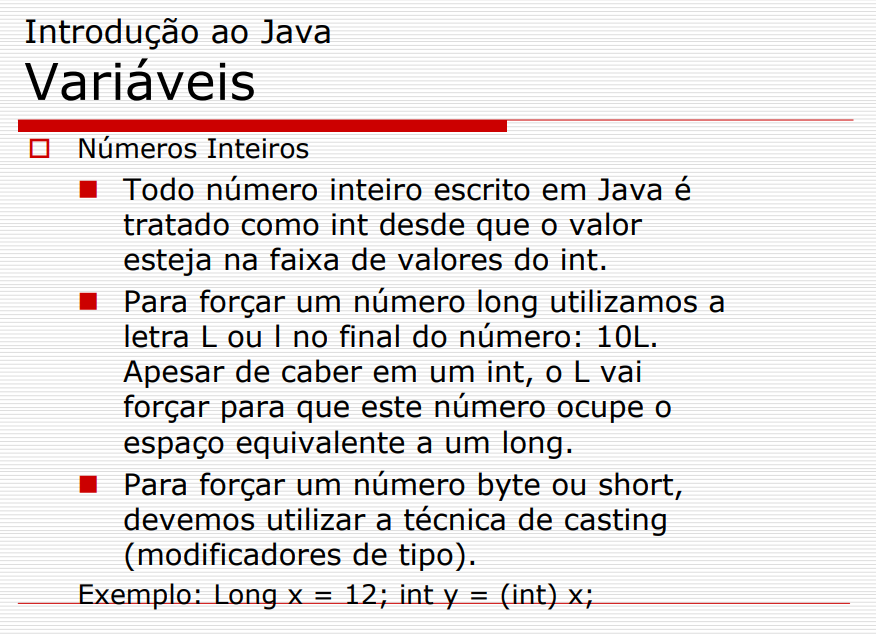 Introdução ao Java
Variáveis
Números Inteiros
Todo número inteiro escrito em Java é
tratado como int desde que o valor
esteja na faixa de valores do int.
Para forçar um número long utilizamos a
letra L ou l no final do número: 10L.
Apesar de caber em um int, o L vai
forçar para que este número ocupe o
espaço equivalente a um long.
Para forçar um número byte ou short,
devemos utilizar a técnica de casting
(modificadores de tipo).
Exemplo: Long x = 12; int y = (int) x;